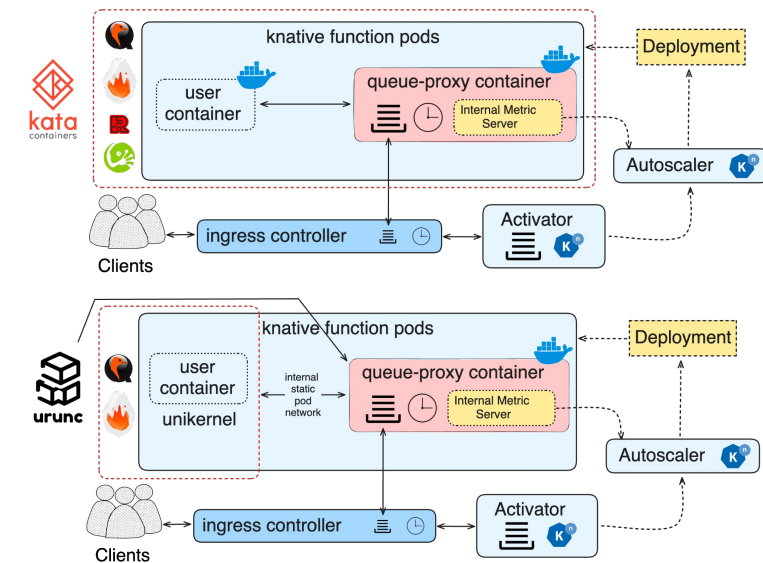 knative function pods
Deployment
user
container
queue-proxy container
Internal Metric
Server
kata
containers
R
Autoscaler
K
n
ingress controller
Activator
K
n
Clients
knative function pods
Deployment
user
container
unikernel
internal
static
pod
network
queue-proxy container
Internal Metric
Server
urunc
Autoscaler
K
n
ingress controller
Activator
K
n
Clients